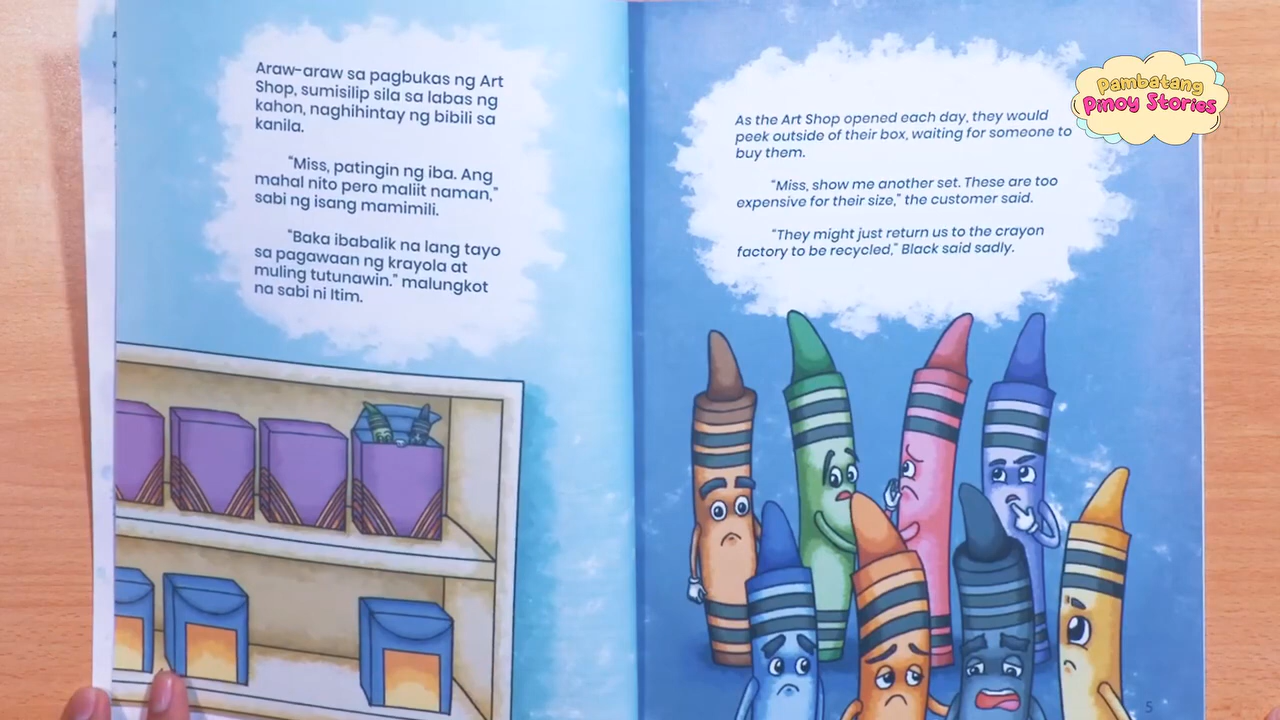 Araw-araw sa pagbukas ng Art
Shop, sumisilip sila sa labas ng
kahon, naghihintay ng bibili sa
kanila.
"Miss, patingin ng iba. Ang
mahal nito pero maliit naman,"
sabi ng isang mamimili.
"Baka ibabalik na lang tayo
sa pagawaan ng krayola at
muling tutunawin." malungkot
na sabi ni Itim.
As the Art Shop opened each day, they would
peek outside of their box, waiting for someone to
buy them.
"Miss, show me another set. These are too
expensive for their size," the customer said.
"They might just return us to the crayon
factory to be recycled," Black said sadly.
5
Pambatang
Pinoy Stories